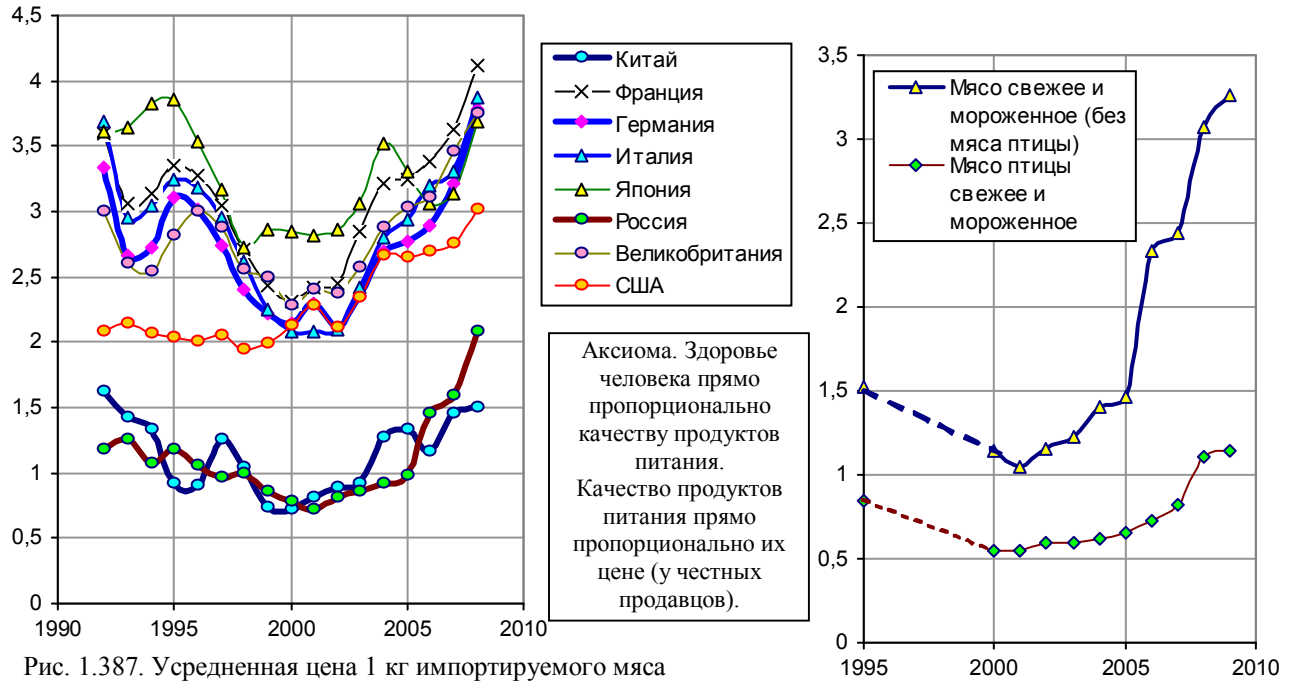 4,5
4
3,5
3
2,5
2
1,5
1
0,5
0
1990
1995
2000
2005
2010
Китай
Франция
Германия
Италия
Япония
Россия
Великобритания
США
Аксиома. Здоровье
человека прямо
пропорционально
качеству продуктов
питания.
Качество продуктов
питания прямо
пропорционально их
цене (у честных
продавцов).
3,5
3
2,5
2
1,5
1
0,5
0
1995
2000
2005
2010
Мясо свежее и
мороженное (без
мяса птицы)
Мясо птицы
свежее и
мороженное
Рис. 1.387. Усредненная цена 1 кг импортируемого мяса